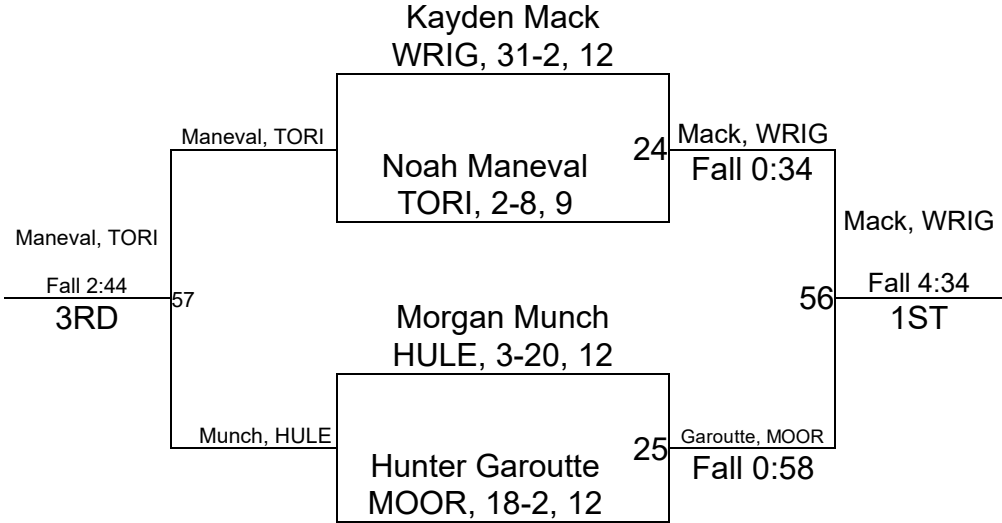 Kayden Mack
WRIG, 31-2, 12
Maneval, TORI
Noah Maneval
TORI, 2-8, 9
24
Mack, WRIG
Fall 0:34
Maneval, TORI
Fall 2:44
3RD
57
Mack, WRIG
Fall 4:34
1ST
56
Morgan Munch
HULE, 3-20, 12
Munch, HULE
Hunter Garoutte
MOOR, 18-2, 12
25
Garoutte, MOOR
Fall 0:58